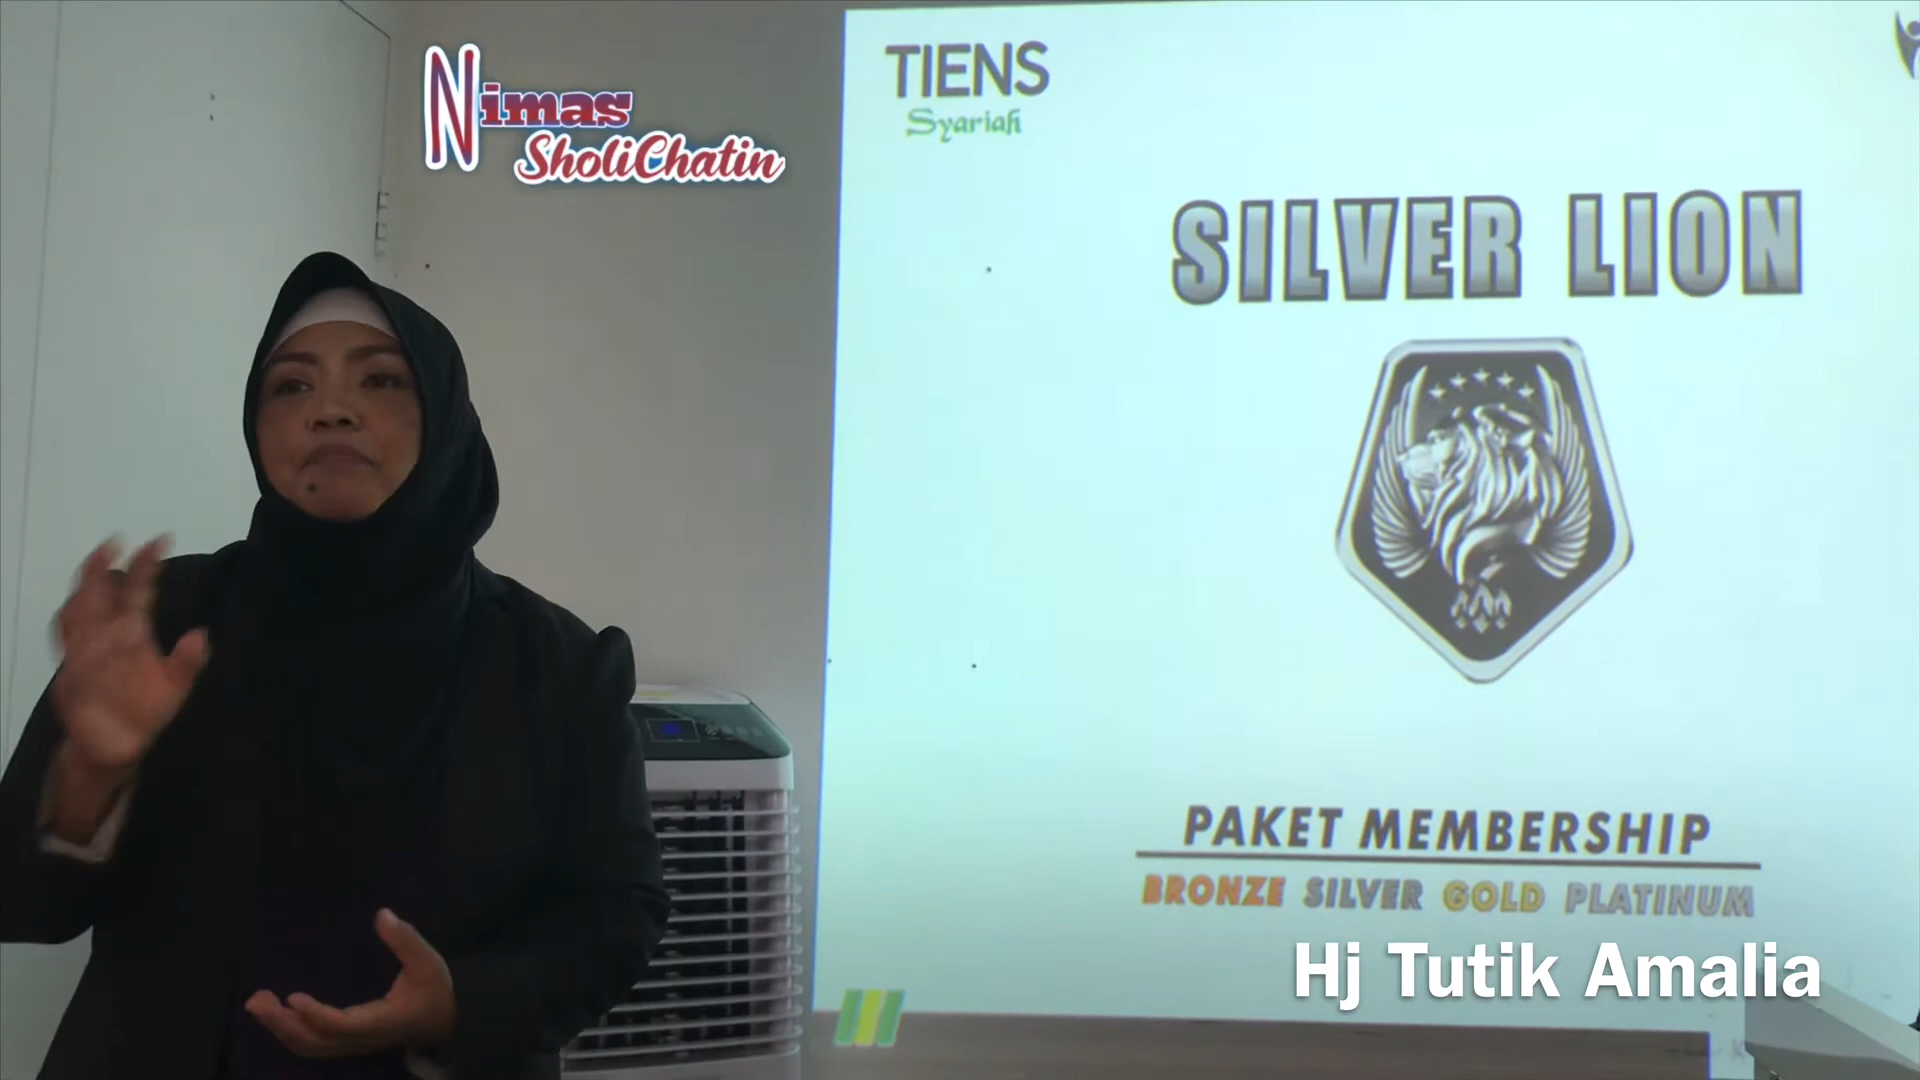 Nimas
SholiChatin
TIENS
Syariah
SILVER LION
PAKET MEMBERSHIP
BRONZE SILVER GOLD PLATINUM
Hj Tutik Amalia